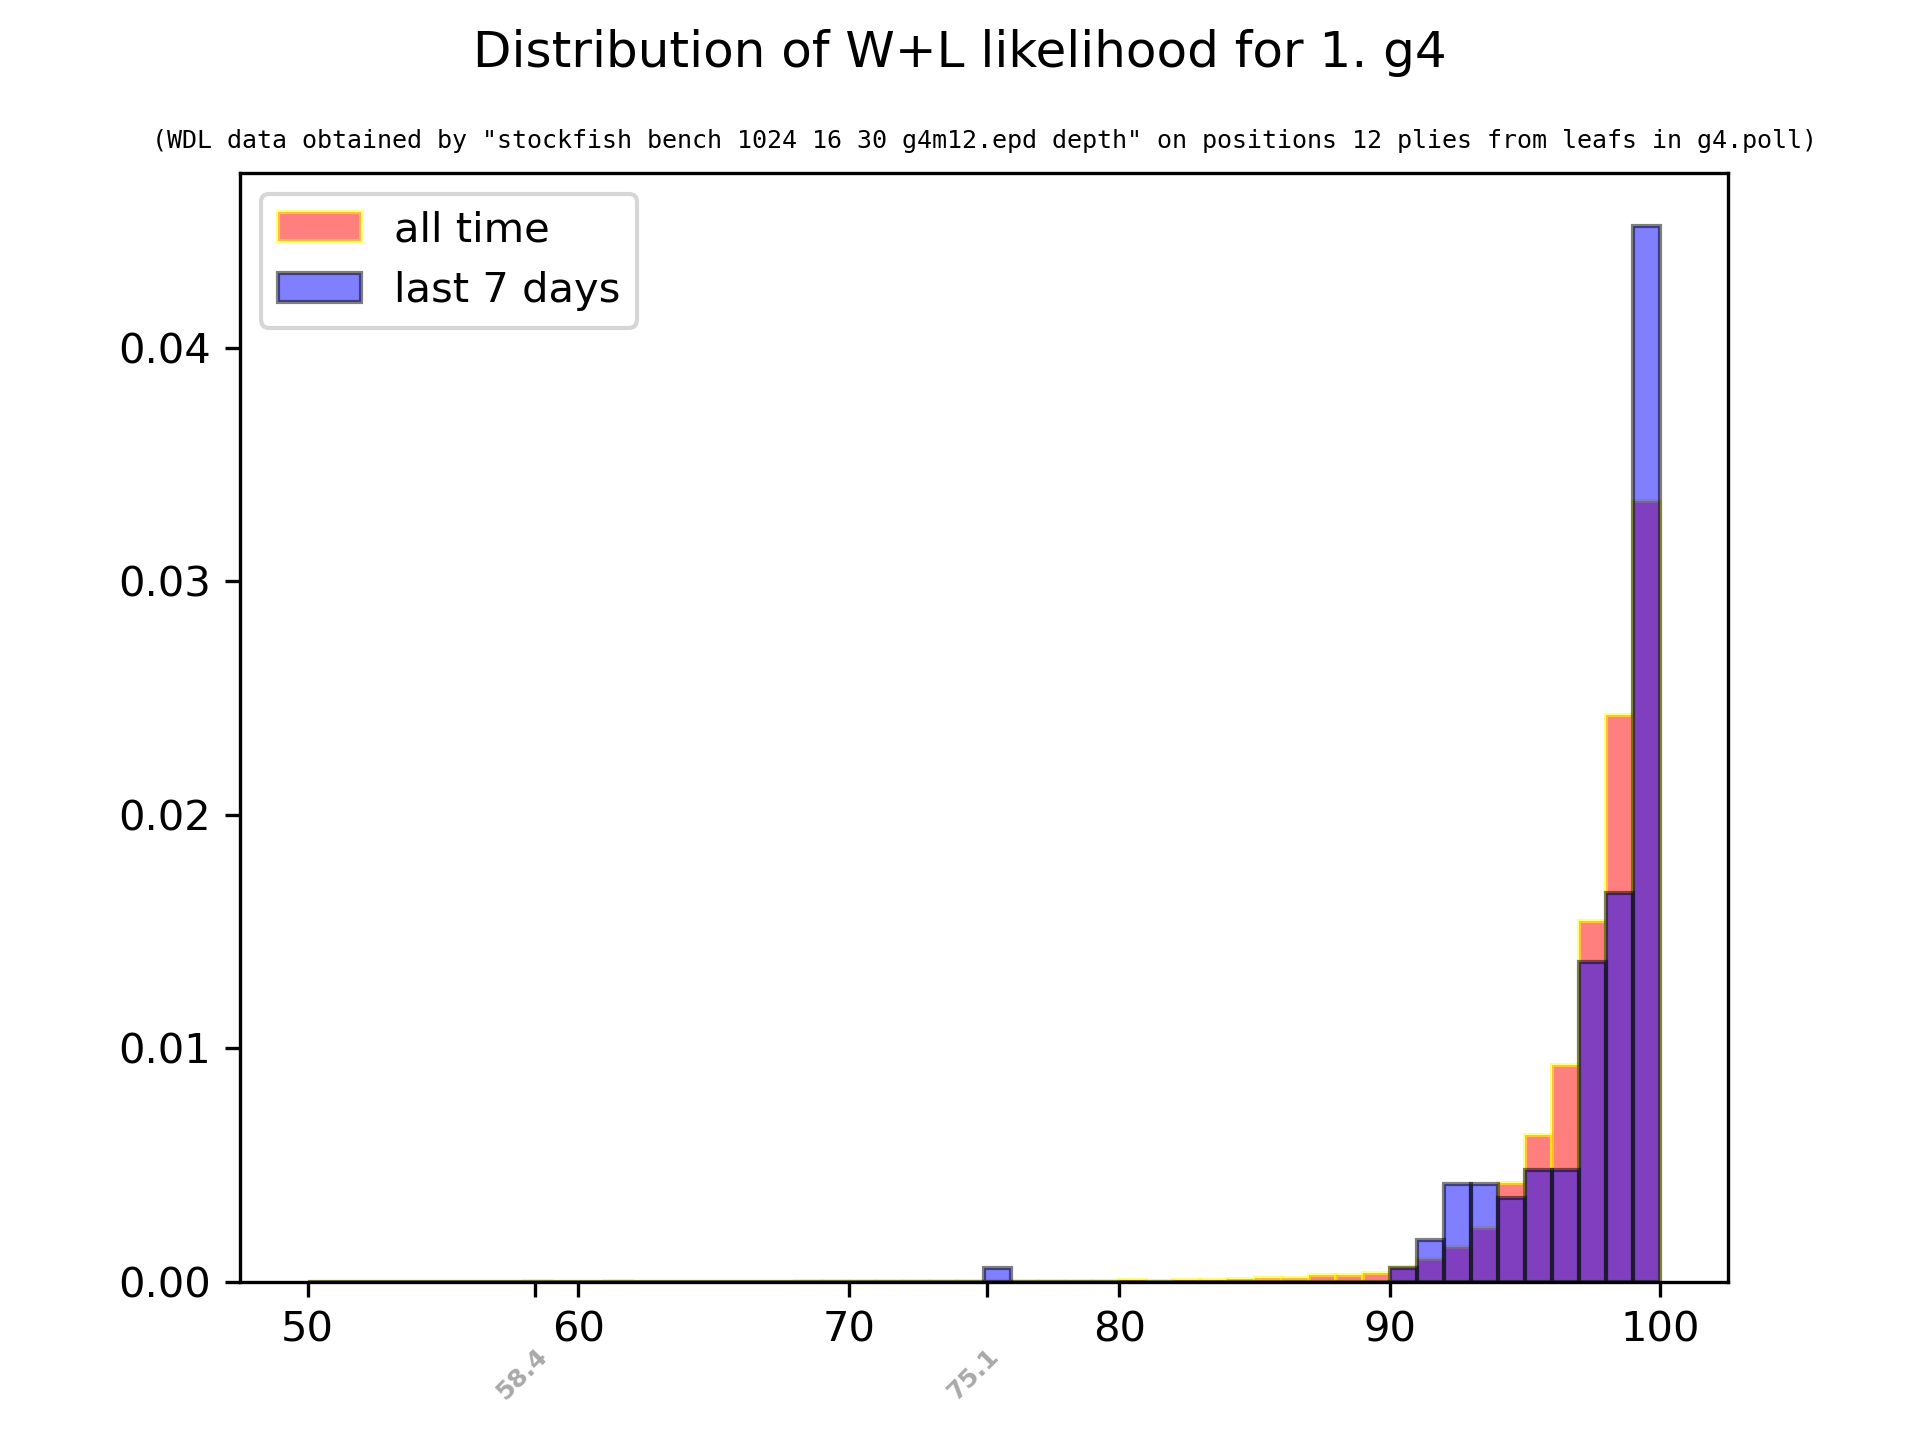 Distribution of W+L likelihood for 1. g4
(WDL data obtained by "stockfish bench 1024 16 30 g4m12.epd depth" on positions 12 plies from leafs in g4.poll)
all time
last 7 days
0.04
0.03
0.02
0.01
0.00
50 60 70 80 90 100
58.4 75.1